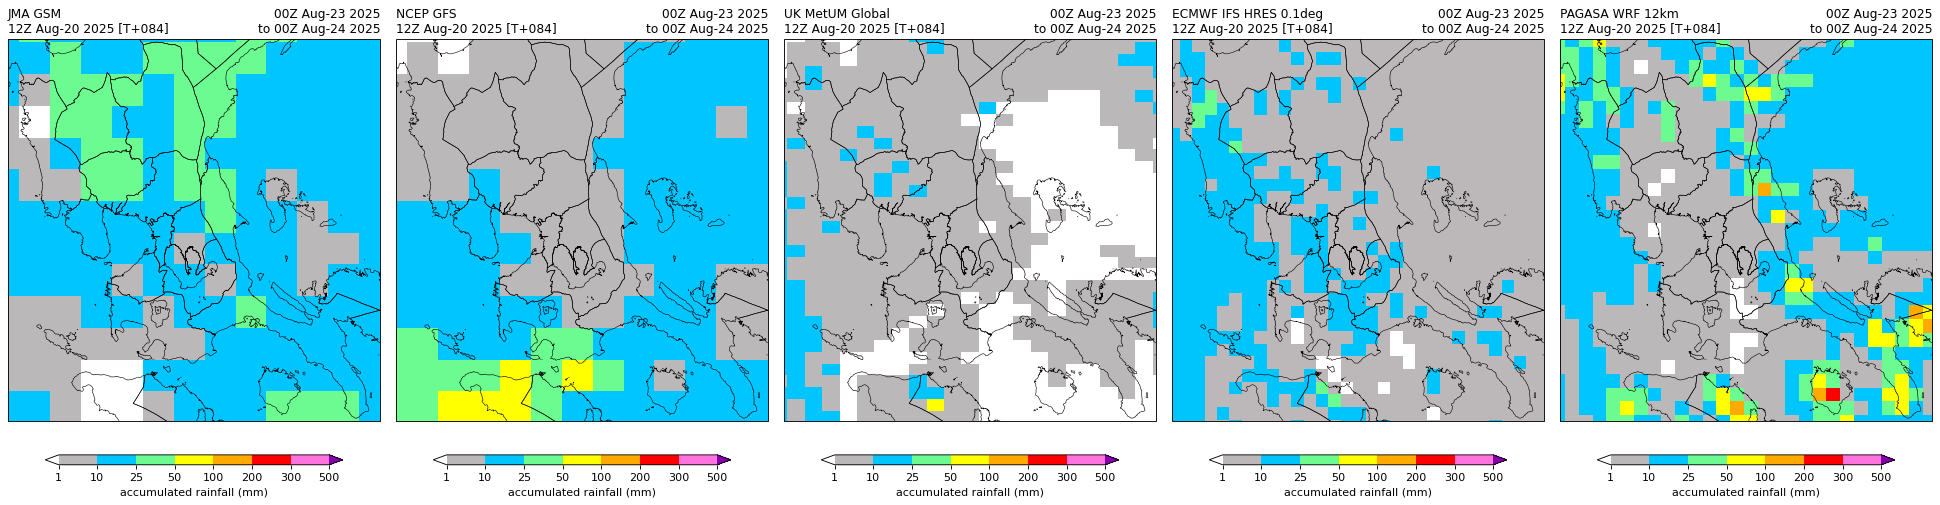 JMA GSM 00Z Aug-23 2025
12Z Aug-20 2025 [T+084] to 00Z Aug-24 2025
1 10 25 50 100 200 300 500
accumulated rainfall (mm)
NCEP GFS 00Z Aug-23 2025
12Z Aug-20 2025 [T+084] to 00Z Aug-24 2025
1 10 25 50 100 200 300 500
accumulated rainfall (mm)
UK MetUM Global 00Z Aug-23 2025
12Z Aug-20 2025 [T+084] to 00Z Aug-24 2025
1 10 25 50 100 200 300 500
accumulated rainfall (mm)
ECMWF IFS HRES 0.1deg 00Z Aug-23 2025
12Z Aug-20 2025 [T+084] to 00Z Aug-24 2025
1 10 25 50 100 200 300 500
accumulated rainfall (mm)
PAGASA WRF 12km 00Z Aug-23 2025
12Z Aug-20 2025 [T+084] to 00Z Aug-24 2025
1 10 25 50 100 200 300 500
accumulated rainfall (mm)